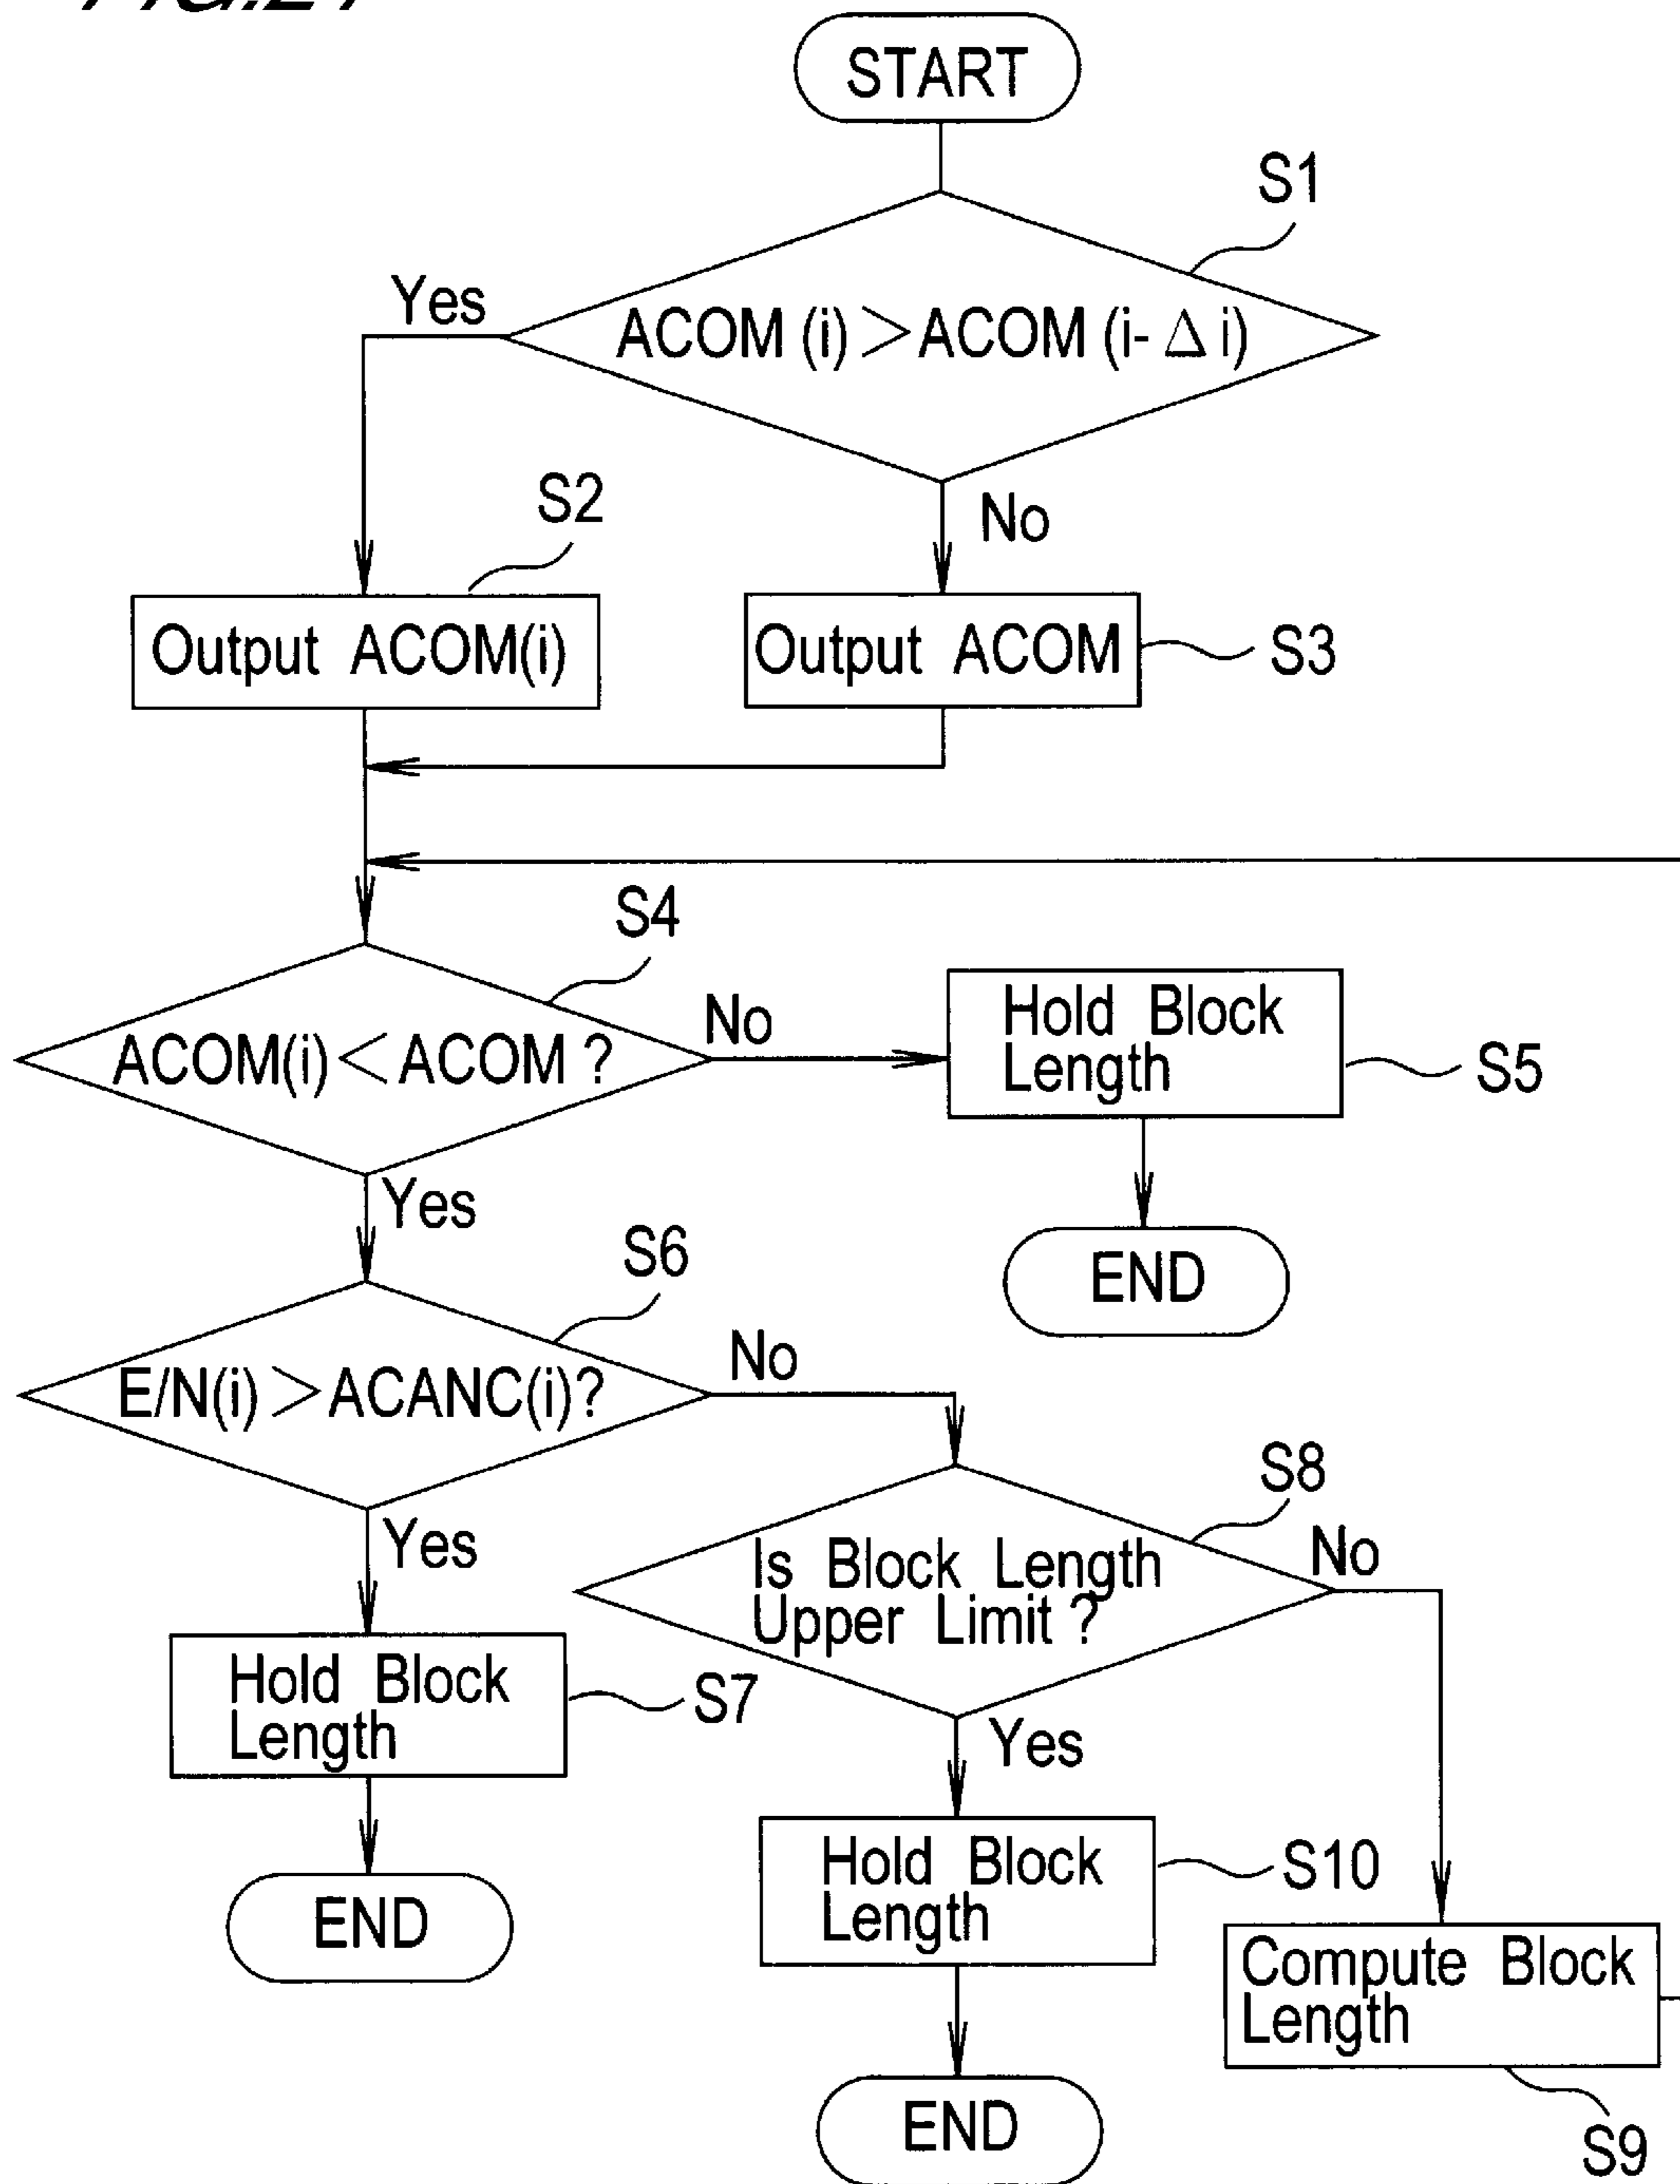 START
S1
Yes
ACOM (i) > ACOM (i- Δ i)
S2
No
Output ACOM(i)
Output ACOM
S3
S4
ACOM(i) < ACOM ?
No
Hold Block
Length
S5
Yes
END
S6
E/N(i) > ACANC(i)?
No
S8
Yes
Is Block Length
Upper Limit ?
No
Hold Block
Length
S7
Yes
END
Hold Block
Length
S10
Compute Block
Length
END
S9